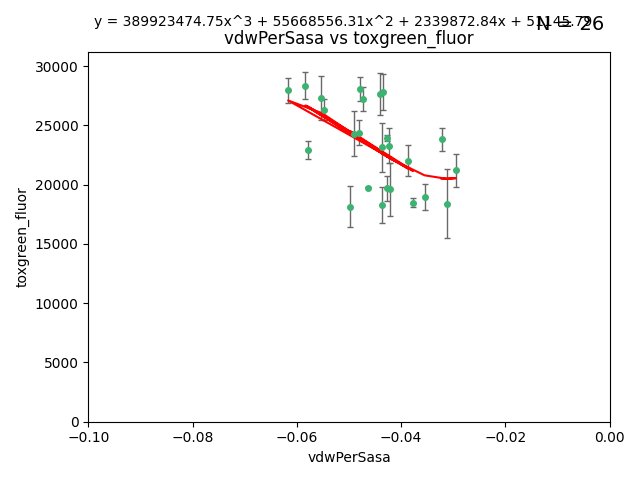 y = 389923474.75x^3 + 55668556.31x^2 + 2339872.84x +
N = 26
vdwPerSasa vs toxgreen_fluor
30000
25000
20000
15000
10000
5000
0
toxgreen_fluor
−0.10
−0.08
−0.06
−0.04
−0.02
0.00
vdwPerSasa